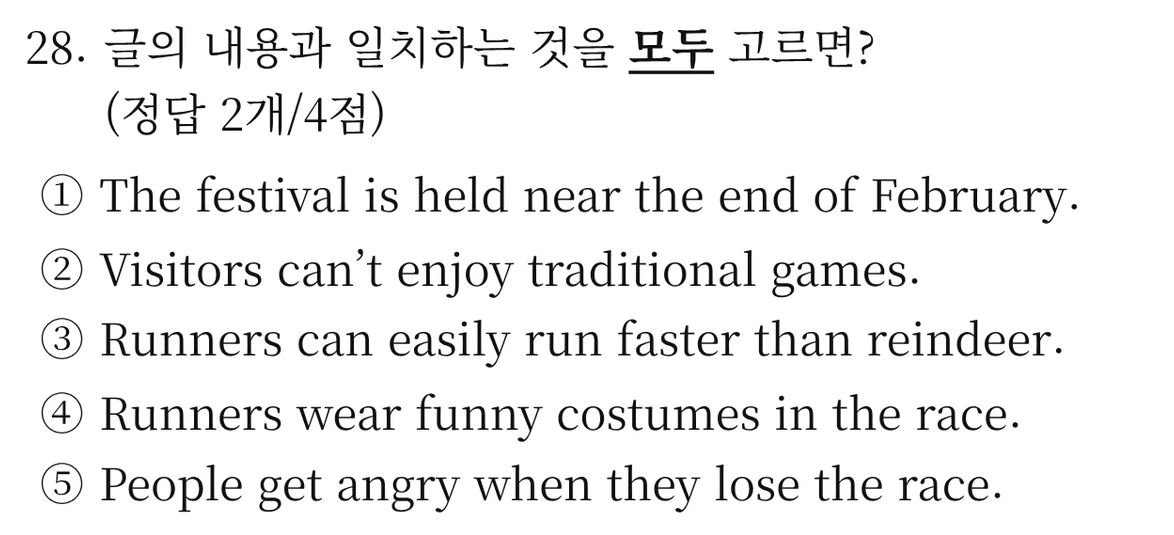 28. 글의 내용과 일치하는 것을 모두 고르면?
(정답 2개/4점)
① The festival is held near the end of February.
② Visitors can’t enjoy traditional games.
③ Runners can easily run faster than reindeer.
④ Runners wear funny costumes in the race.
⑤ People get angry when they lose the race.